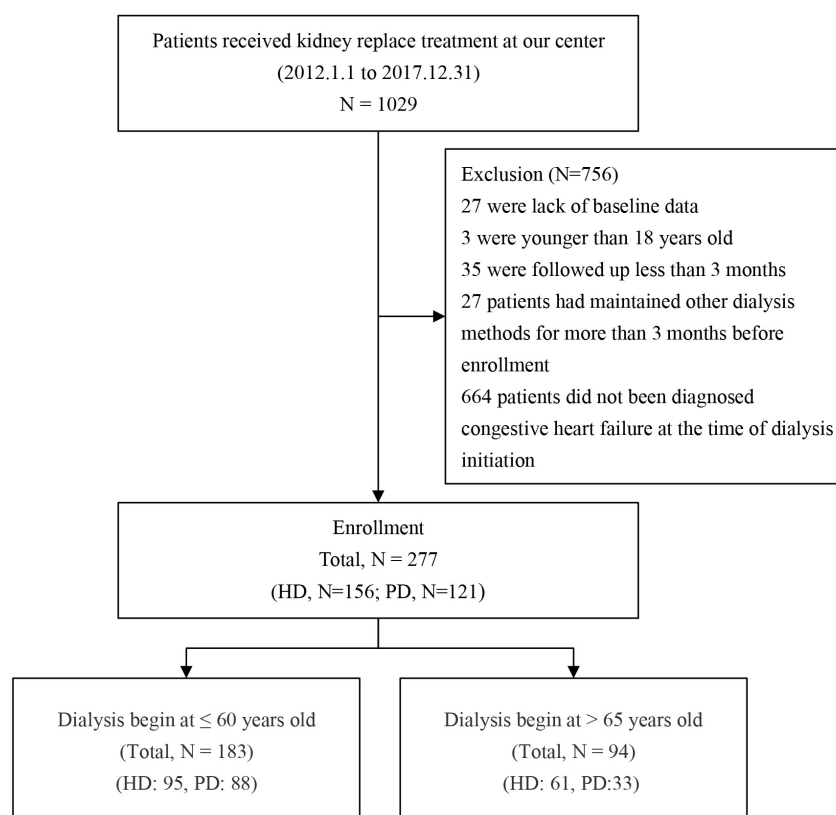 Patients received kidney replace treatment at our center
(2012.1.1 to 2017.12.31)
N = 1029
Exclusion (N=756)
27 were lack of baseline data
3 were younger than 18 years old
35 were followed up less than 3 months
27 patients had maintained other dialysis
methods for more than 3 months before
enrollment
664 patients did not been diagnosed
congestive heart failure at the time of dialysis
initiation
Enrollment
Total, N = 277
(HD, N=156; PD, N=121)
Dialysis begin at ≤ 60 years old
(Total, N = 183)
(HD: 95, PD: 88)
Dialysis begin at > 65 years old
(Total, N = 94)
(HD: 61, PD:33)